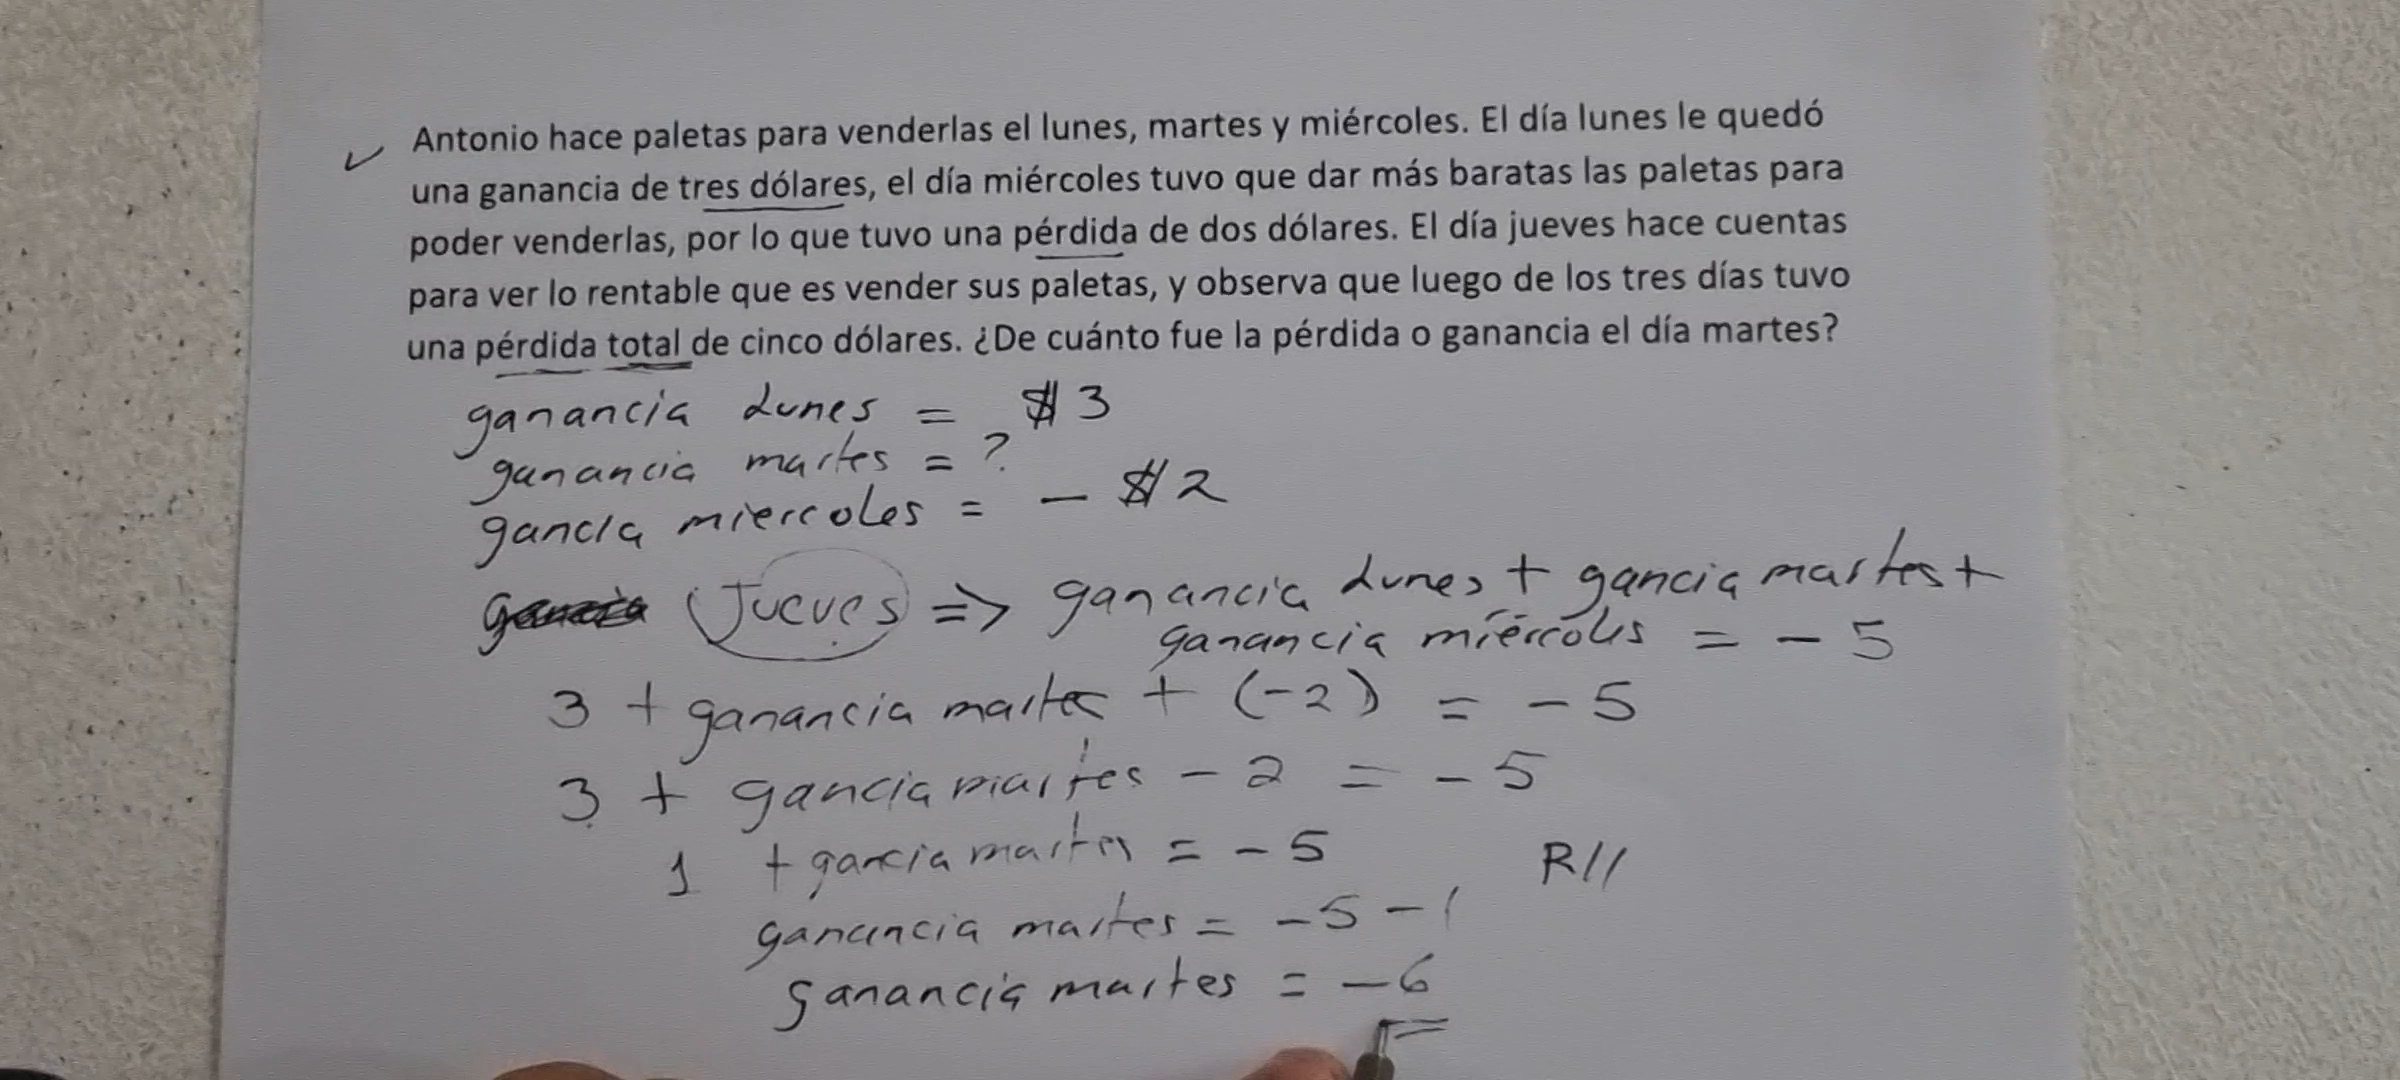 Antonio hace paletas para venderlas el lunes, martes y miércoles. El día lunes le quedó
una ganancia de tres dólares, el día miércoles tuvo que dar más baratas las paletas para
poder venderlas, por lo que tuvo una pérdida de dos dólares. El día jueves hace cuentas
para ver lo rentable que es vender sus paletas, y observa que luego de los tres días tuvo
una pérdida total de cinco dólares. ¿De cuánto fue la pérdida o ganancia el día martes?
ganancia Lunes = $3
ganancia martes = ?
gancia miercoles = - $2
Jueves => ganancia Lunes + gancia martes +
ganancia miércoles = - 5
3 + ganancia martes + (-2) = - 5
3 + gancia martes - 2 = - 5
1 + gancia martes = - 5 R//
ganancia martes = - 5 - 1
ganancia martes = - 6